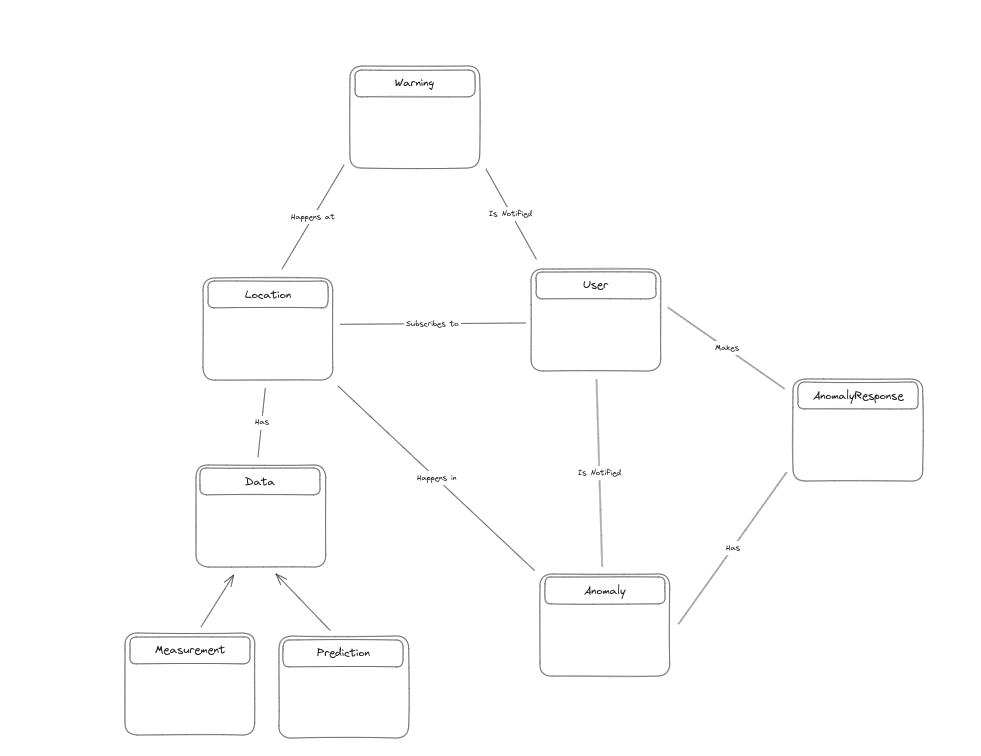 Warning
Happens at
Is Notified
Location
User
Subscribes to
Makes
AnomalyResponse
Has
Data
Happens in
Is Notified
Has
Anomaly
Measurement
Prediction